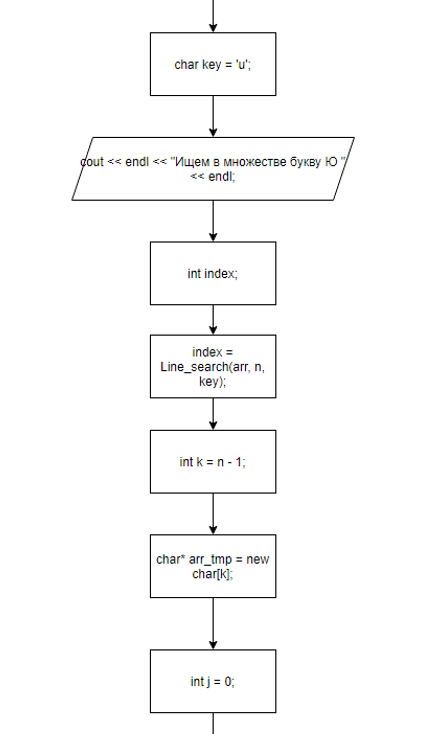 char key = 'u';
cout << endl << "Ищем в множестве букву Ю "
<< endl;
int index;
index =
Line_search(arr, n,
key);
int k = n - 1;
char* arr_tmp = new
char[k];
int j = 0;